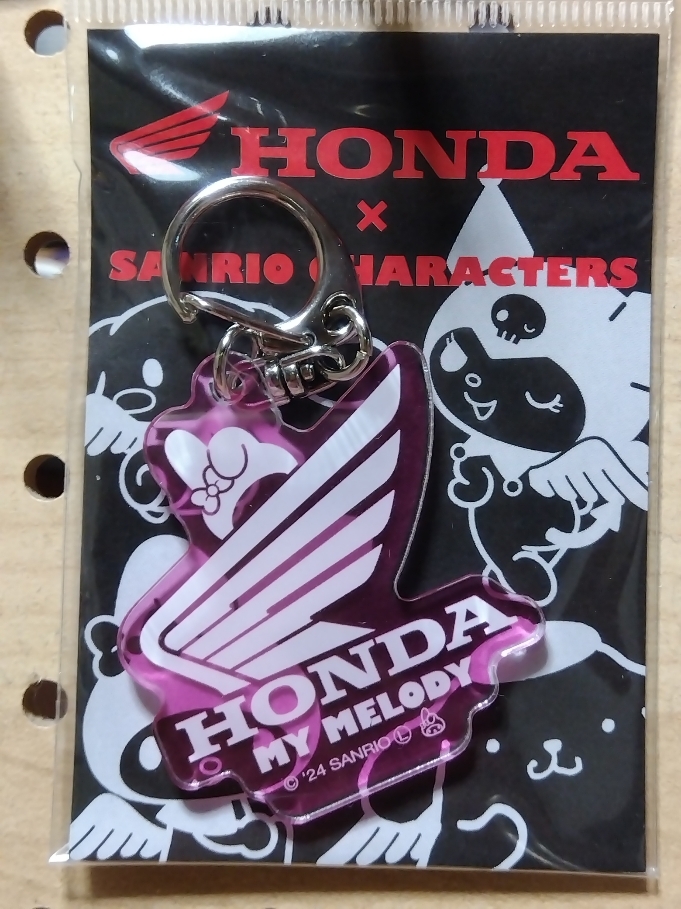 HONDA
×
SANRIO CHARACTERS
HONDA
MY MELODY
© '24 SANRIO Ⓛ